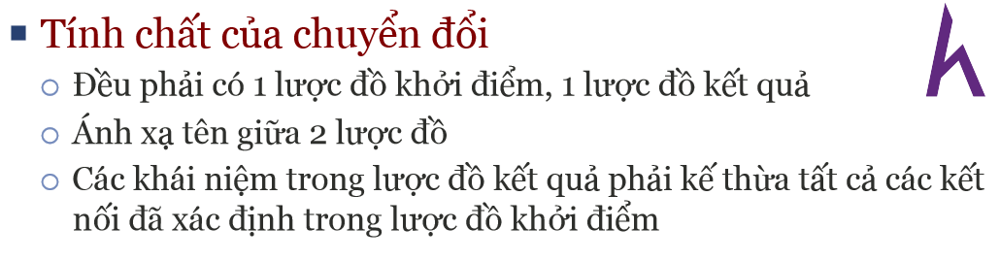 Tính chất của chuyển đổi
Đều phải có 1 lược đồ khởi điểm, 1 lược đồ kết quả
Ánh xạ tên giữa 2 lược đồ
Các khái niệm trong lược đồ kết quả phải kế thừa tất cả các kết
nối đã xác định trong lược đồ khởi điểm